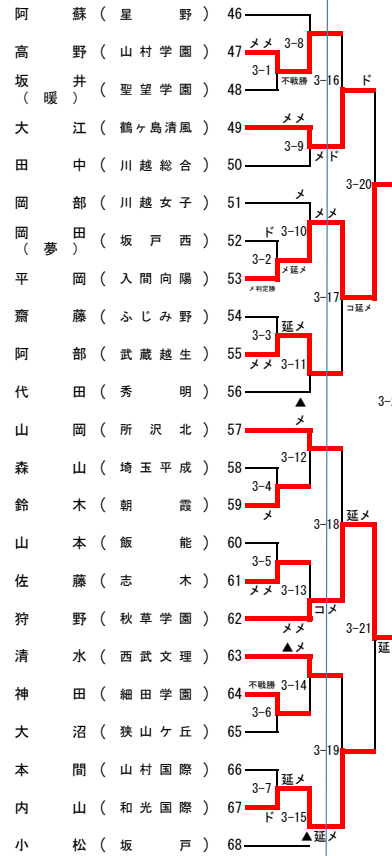 阿蘇 (星野) 46
3-8
高野 (山村学園) 47 メメ
3-1 不戦勝 3-16
坂井(暖) (聖望学園) 48
ド
大江 (鶴ヶ島清風) 49 メメ
3-9 メド
田中 (川越総合) 50
3-20
岡部 (川越女子) 51 メ
メメ
岡田(夢) (坂戸西) 52 ド 3-10
3-2 メ延メ
平岡 (入間向陽) 53 メ判定勝
3-17 コ延メ
齋藤 (ふじみ野) 54
3-3 延メ
阿部 (武蔵越生) 55 メメ 3-11
代田 (秀明) 56
▲
山岡 (所沢北) 57 メ
3-12
森山 (埼玉平成) 58
3-4
鈴木 (朝霞) 59 メ
3-18 延メ
山本 (飯能) 60
3-5
佐藤 (志木) 61 メメ 3-13
コメ
狩野 (秋草学園) 62 メメ
3-21 延
清水 (西武文理) 63 ▲メ
神田 (細田学園) 64 不戦勝 3-14
3-6
大沼 (狭山ケ丘) 65
3-19
本間 (山村国際) 66
3-7 延メ
内山 (和光国際) 67 ド 3-15
▲延メ
小松 (坂戸) 68